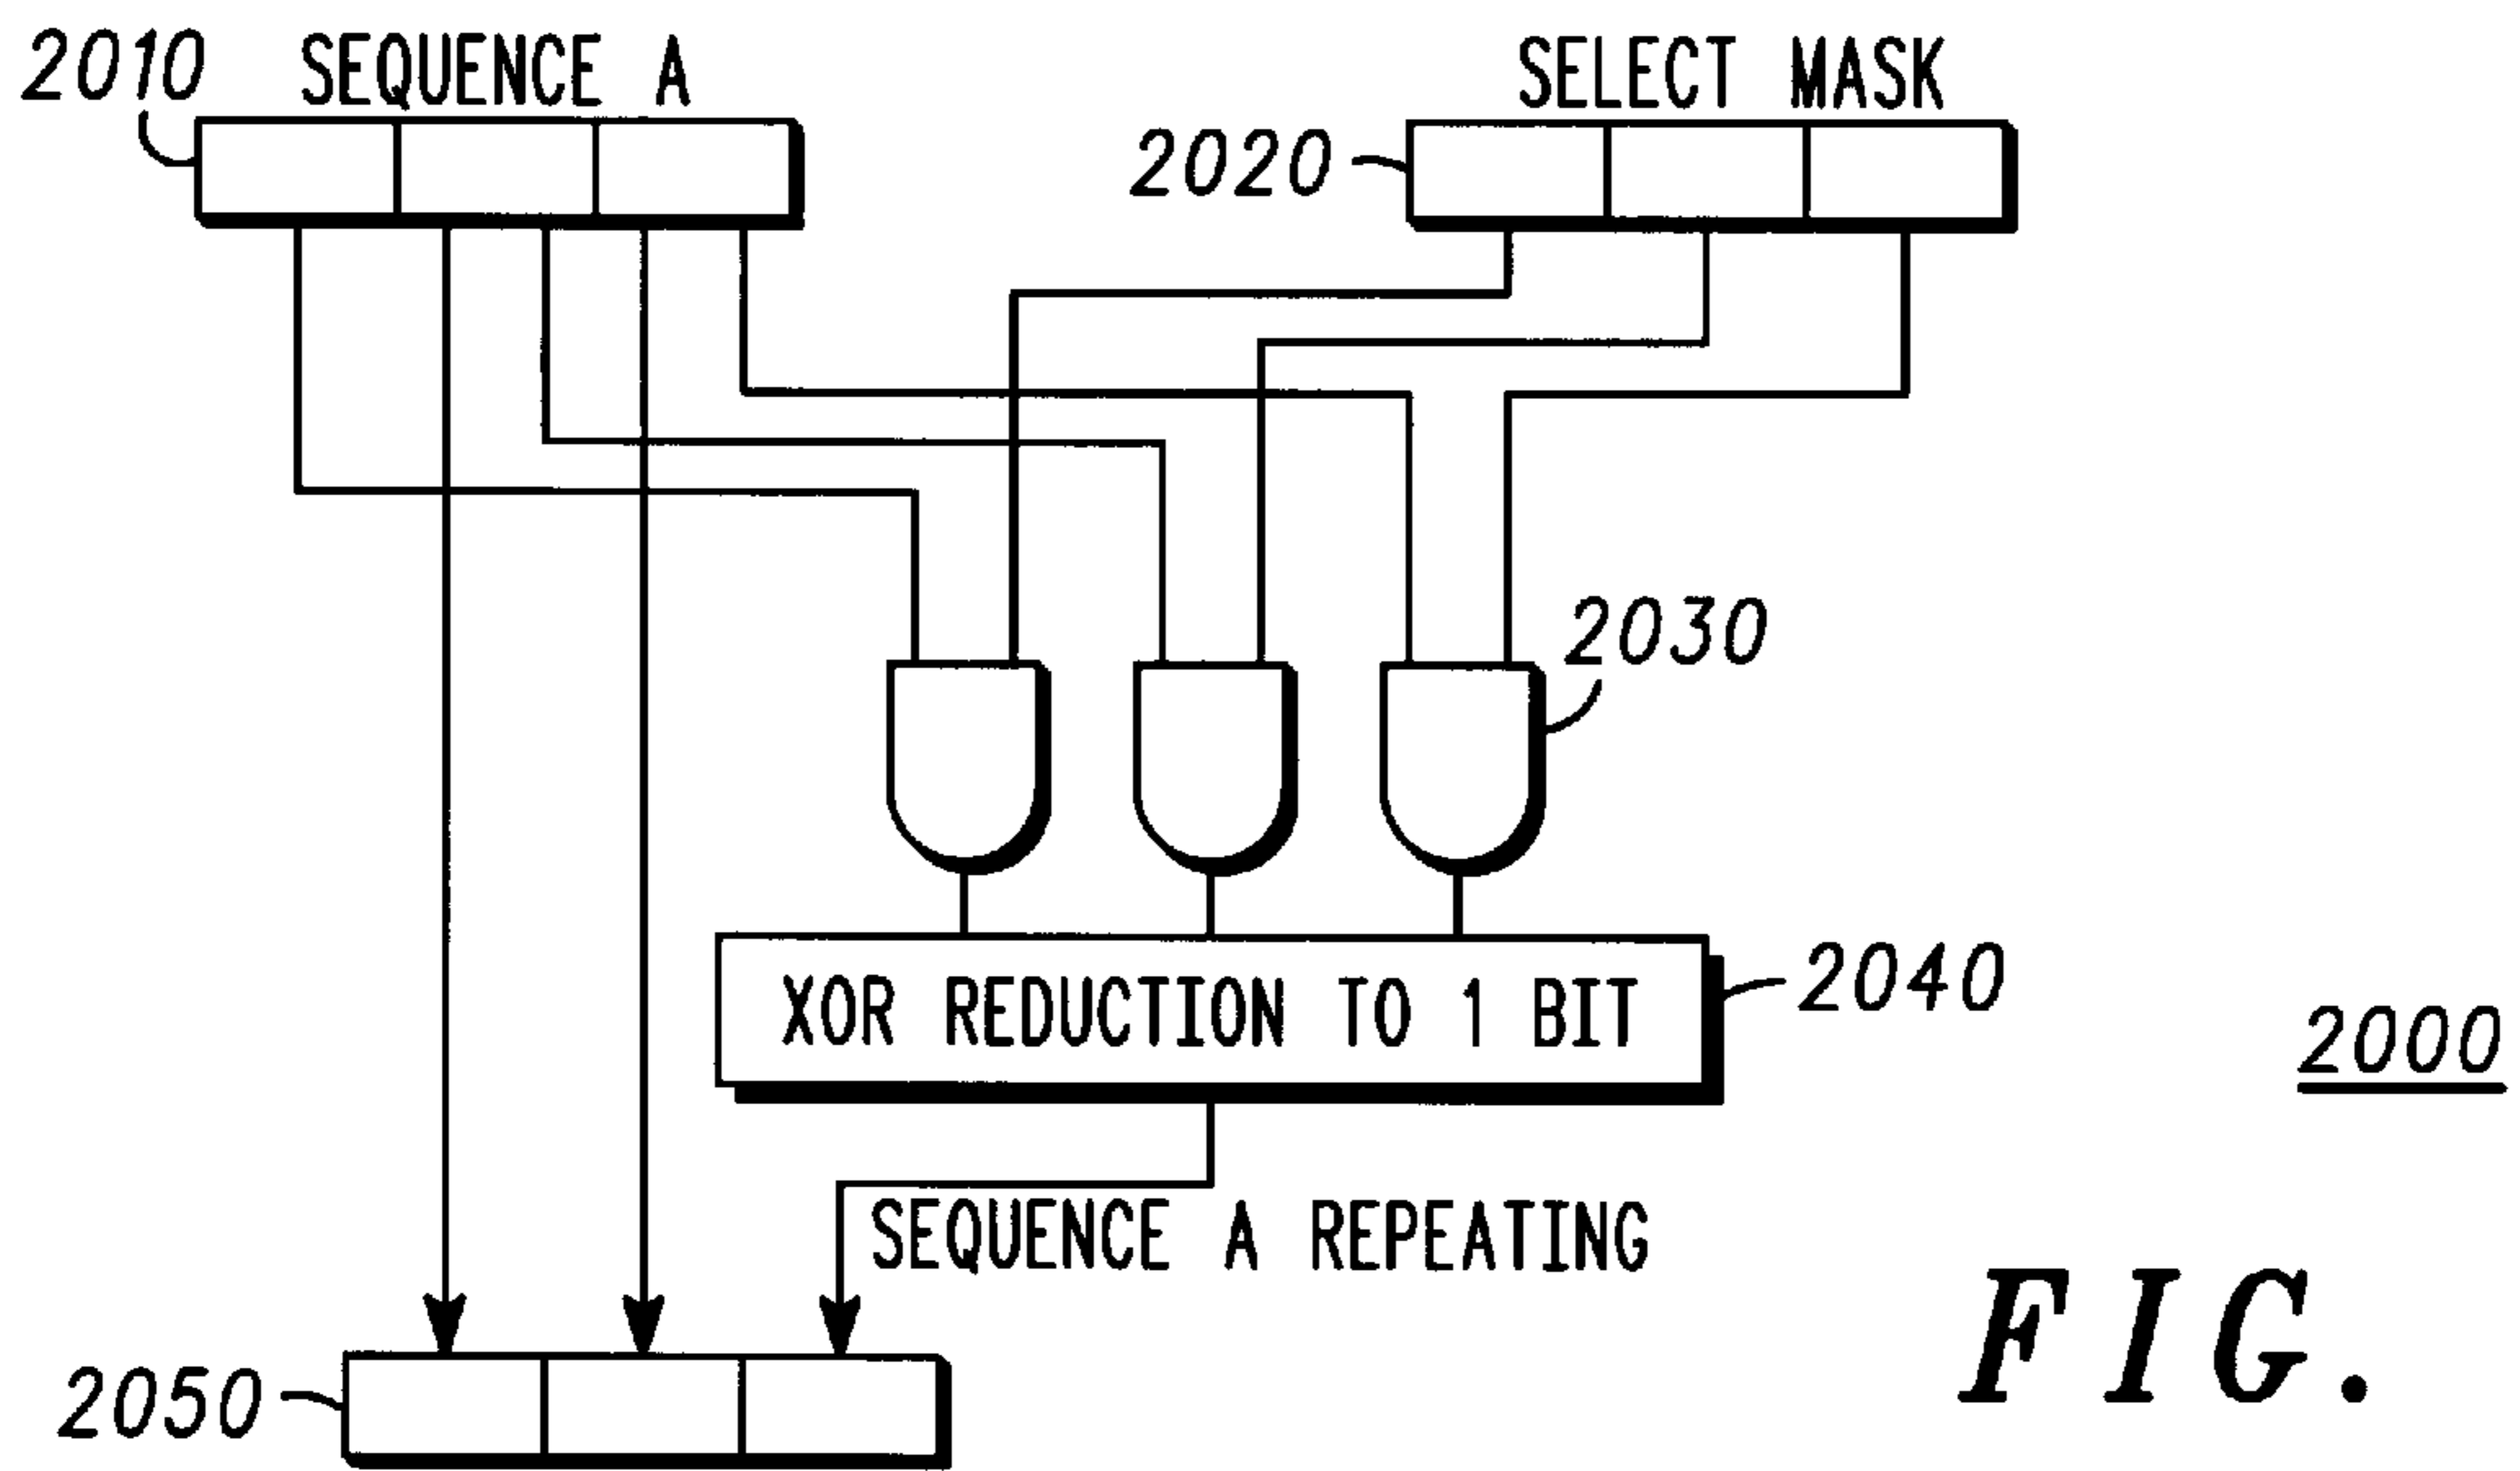 2010 SEQUENCE A
SELECT MASK
2020
2030
XOR REDUCTION TO 1 BIT
2040
2000
SEQUENCE A REPEATING
2050
FIG.